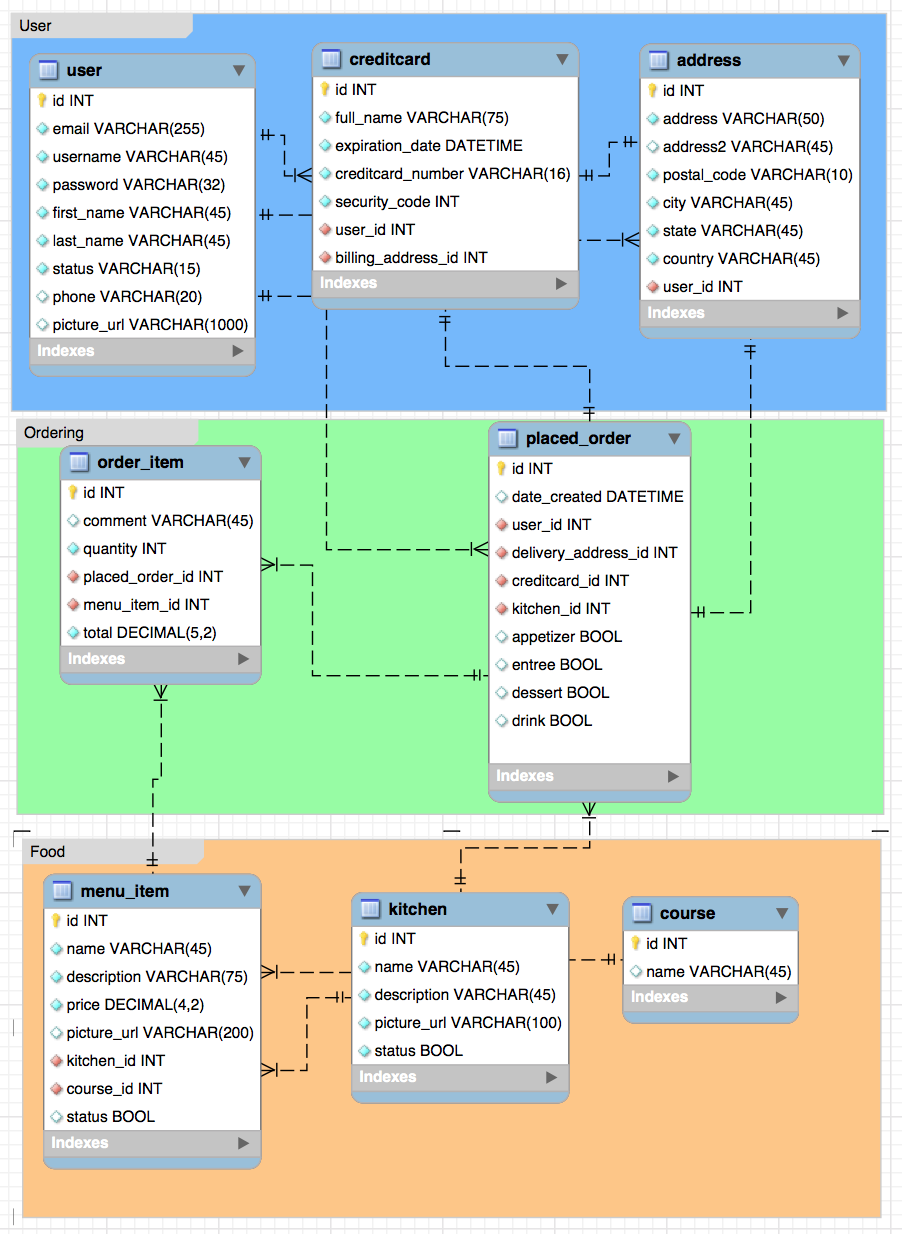 User
user
id INT
email VARCHAR(255)
username VARCHAR(45)
password VARCHAR(32)
first_name VARCHAR(45)
last_name VARCHAR(45)
status VARCHAR(15)
phone VARCHAR(20)
picture_url VARCHAR(1000)
Indexes
creditcard
id INT
full_name VARCHAR(75)
expiration_date DATETIME
creditcard_number VARCHAR(16)
security_code INT
user_id INT
billing_address_id INT
Indexes
address
id INT
address VARCHAR(50)
address2 VARCHAR(45)
postal_code VARCHAR(10)
city VARCHAR(45)
state VARCHAR(45)
country VARCHAR(45)
user_id INT
Indexes
Ordering
order_item
id INT
comment VARCHAR(45)
quantity INT
placed_order_id INT
menu_item_id INT
total DECIMAL(5,2)
Indexes
placed_order
id INT
date_created DATETIME
user_id INT
delivery_address_id INT
creditcard_id INT
kitchen_id INT
appetizer BOOL
entree BOOL
dessert BOOL
drink BOOL
Indexes
Food
menu_item
id INT
name VARCHAR(45)
description VARCHAR(75)
price DECIMAL(4,2)
picture_url VARCHAR(200)
kitchen_id INT
course_id INT
status BOOL
Indexes
kitchen
id INT
name VARCHAR(45)
description VARCHAR(45)
picture_url VARCHAR(100)
status BOOL
Indexes
course
id INT
name VARCHAR(45)
Indexes